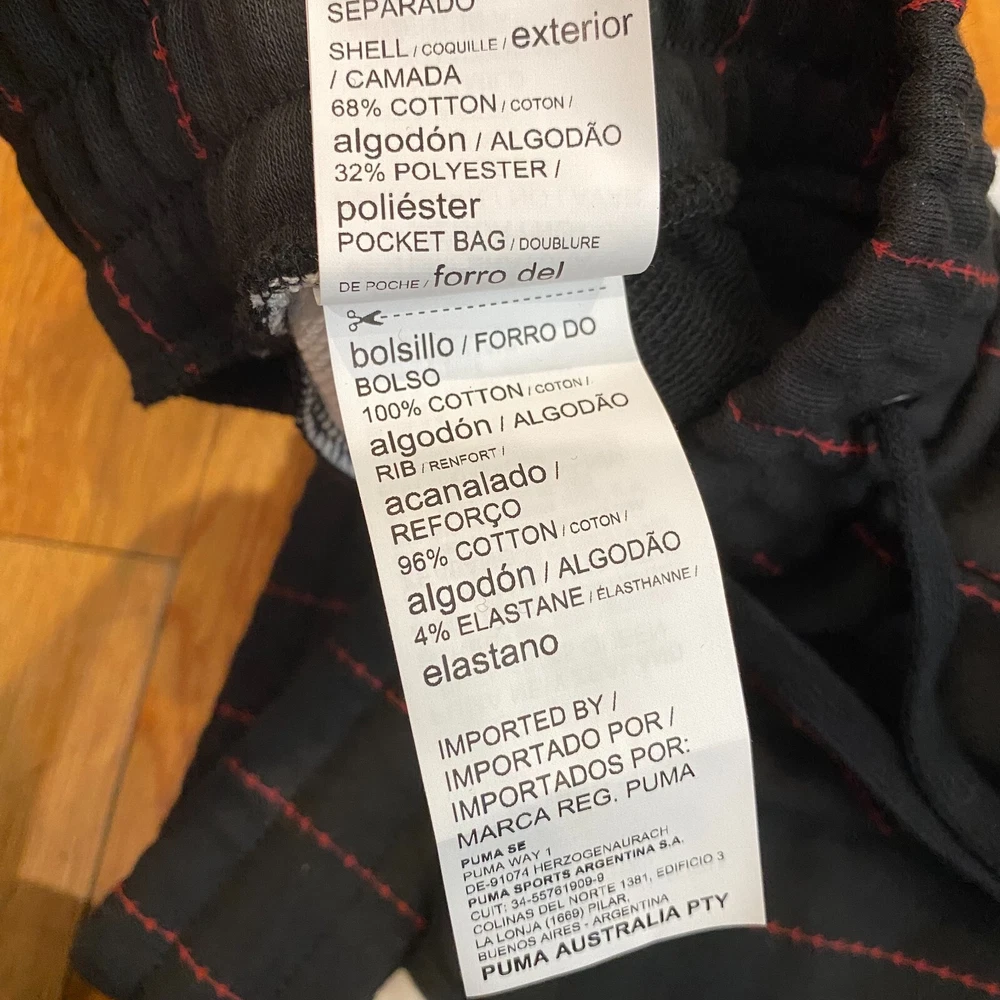 SEPARADO
SHELL / COQUILLE / exterior
/ CAMADA
68% COTTON / COTON /
algodón / ALGODÃO
32% POLYESTER /
poliéster
POCKET BAG / DOUBLURE
DE POCHE / forro del
bolsillo / FORRO DO
BOLSO
100% COTTON / COTON /
algodón / ALGODÃO
RIB / RENFORT /
acanalado /
REFORÇO
96% COTTON / COTON /
algodón / ALGODÃO
4% ELASTANE / ÉLASTHANNE /
elastano
IMPORTED BY /
IMPORTADO POR /
IMPORTADOS POR:
MARCA REG. PUMA
PUMA SE
PUMA WAY 1
DE-91074 HERZOGENAURACH
PUMA SPORTS ARGENTINA S.A.
CUIT: 34-55761909-9
COLINAS DEL NORTE 1381, EDIFICIO 3
LA LONJA (1669) PILAR,
BUENOS AIRES - ARGENTINA
PUMA AUSTRALIA PTY